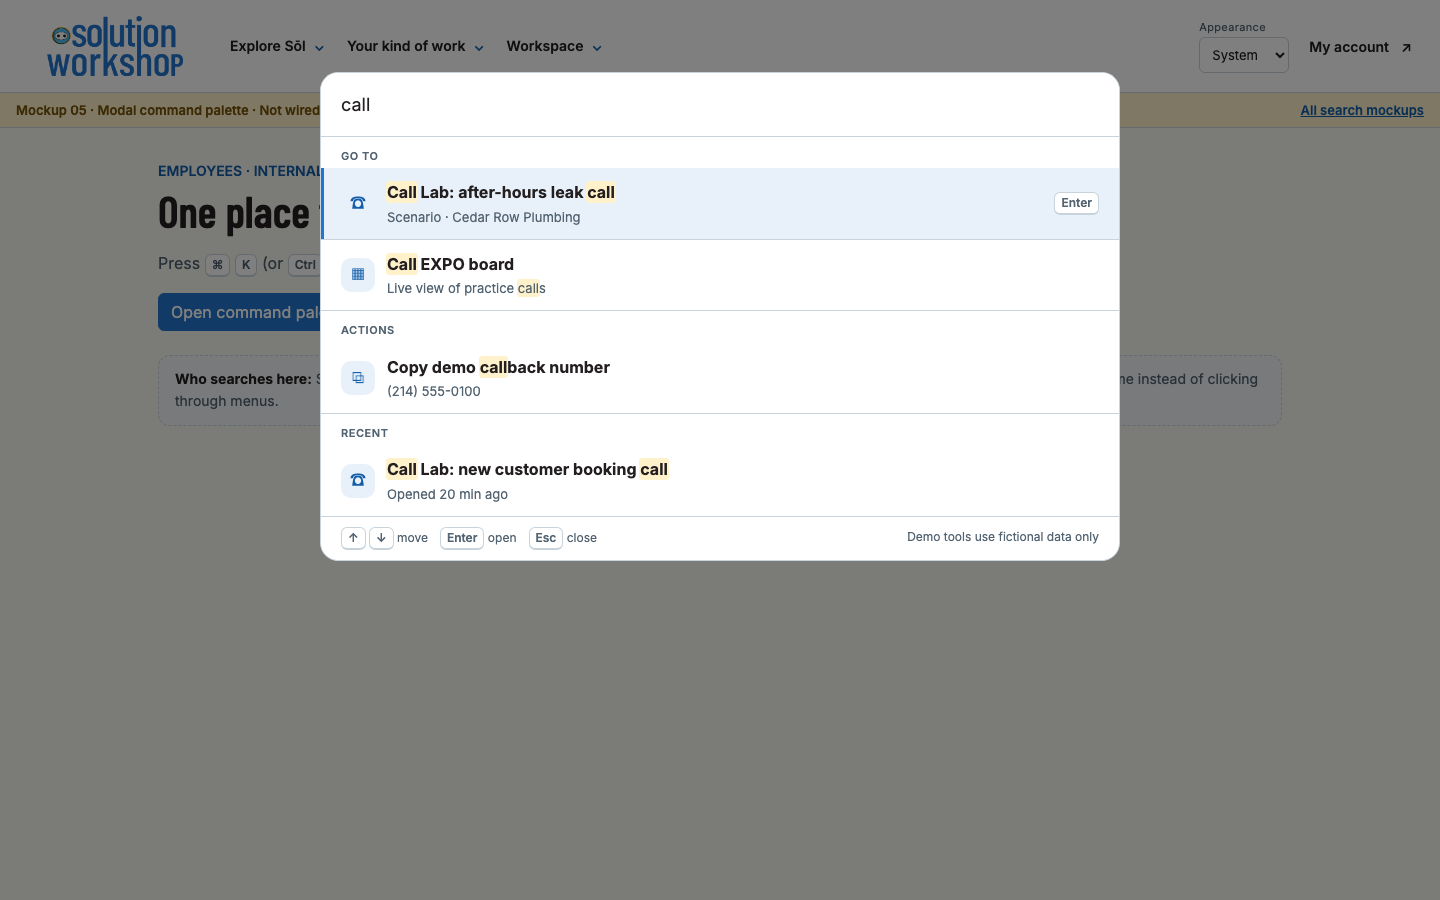 solution
workshop
Explore Sōl
Your kind of work
Workspace
Appearance
System
My account
Mockup 05 · Modal command palette · Not wired
All search mockups
EMPLOYEES · INTERNAL
One place
Press ⌘ K (or Ctrl
Open command pal
Who searches here:
me instead of clicking
through menus.
call
GO TO
Call Lab: after-hours leak call
Scenario · Cedar Row Plumbing
Enter
Call EXPO board
Live view of practice calls
ACTIONS
Copy demo callback number
(214) 555-0100
RECENT
Call Lab: new customer booking call
Opened 20 min ago
↑ ↓ move Enter open Esc close
Demo tools use fictional data only